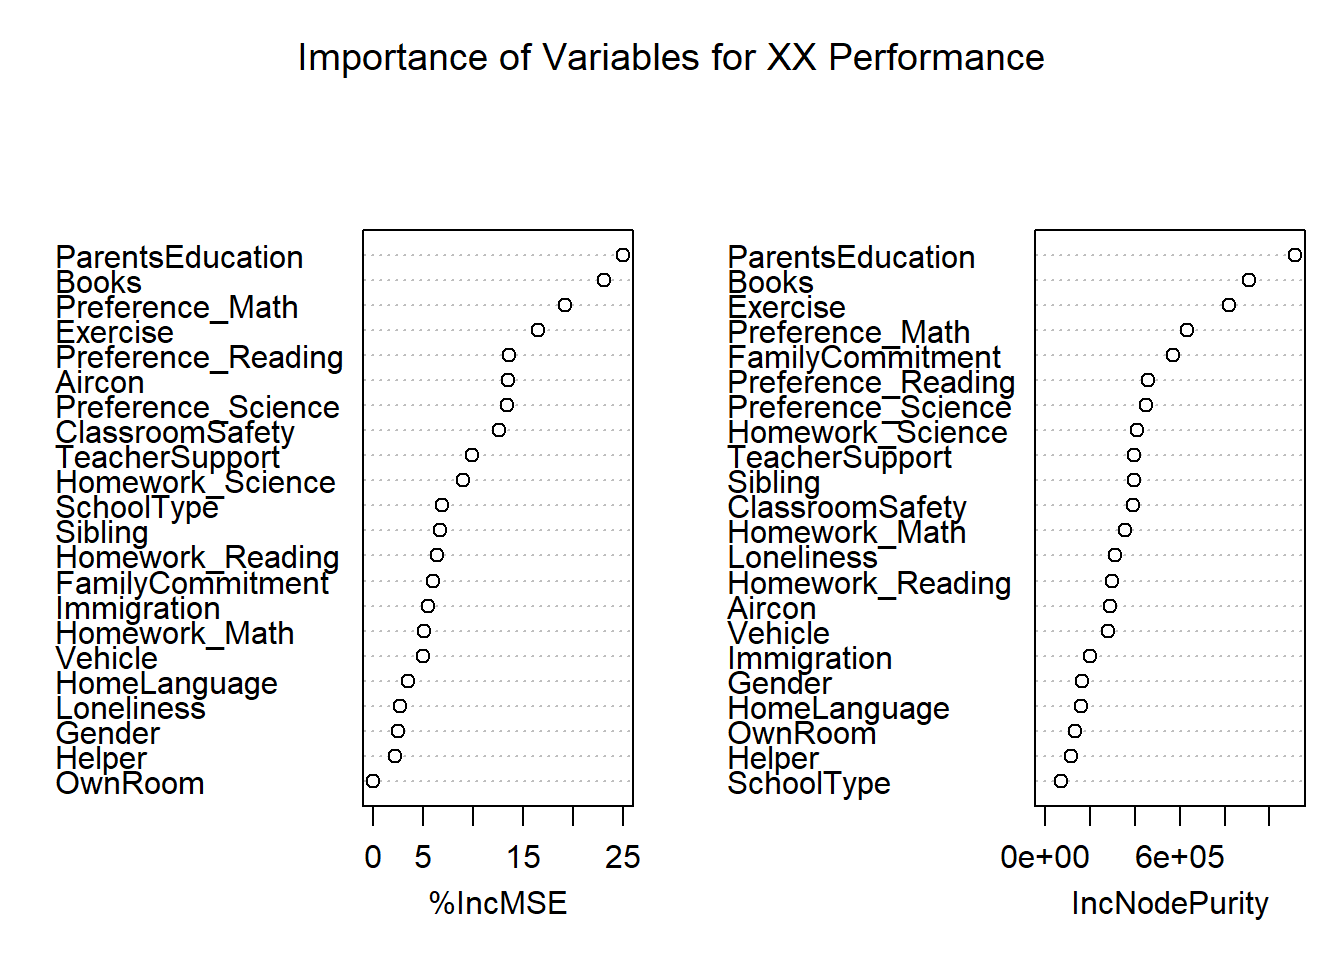 Importance of Variables for XX Performance
ParentsEducation
Books
Preference_Math
Exercise
Preference_Reading
Aircon
Preference_Science
ClassroomSafety
TeacherSupport
Homework_Science
SchoolType
Sibling
Homework_Reading
FamilyCommitment
Immigration
Homework_Math
Vehicle
HomeLanguage
Loneliness
Gender
Helper
OwnRoom
0 5 15 25
%IncMSE
ParentsEducation
Books
Exercise
Preference_Math
FamilyCommitment
Preference_Reading
Preference_Science
Homework_Science
TeacherSupport
Sibling
ClassroomSafety
Homework_Math
Loneliness
Homework_Reading
Aircon
Vehicle
Immigration
Gender
HomeLanguage
OwnRoom
Helper
SchoolType
0e+00 6e+05
IncNodePurity